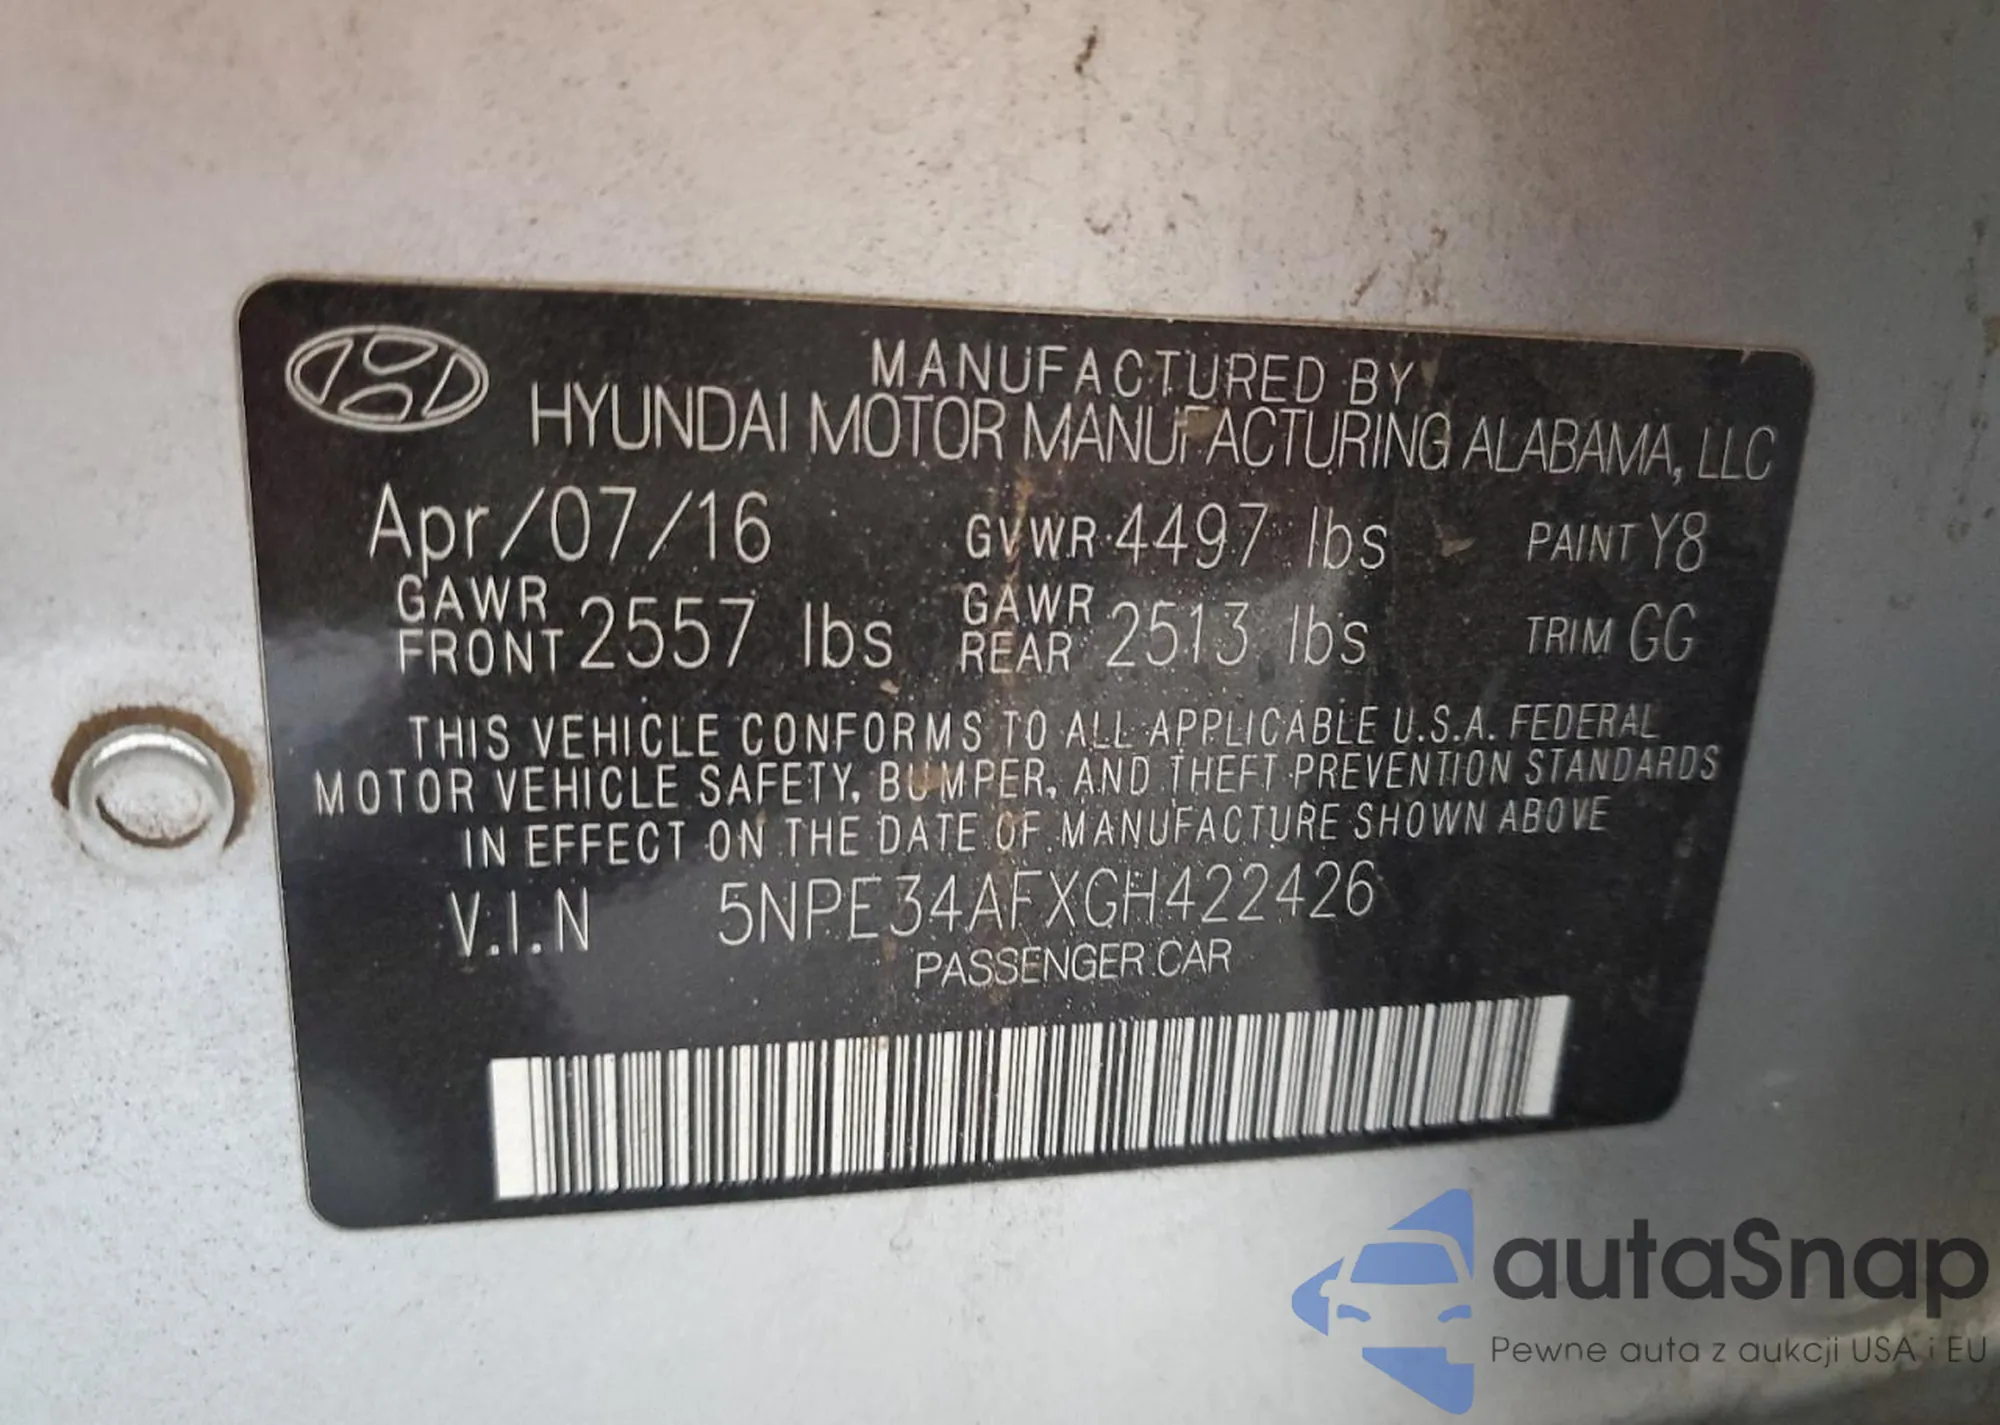 MANUFACTURED BY
HYUNDAI MOTOR MANUFACTURING ALABAMA, LLC
Apr/07/16 GVWR 4497 lbs PAINT Y8
GAWR FRONT 2557 lbs GAWR REAR 2513 lbs TRIM GG
THIS VEHICLE CONFORMS TO ALL APPLICABLE U.S.A. FEDERAL
MOTOR VEHICLE SAFETY, BUMPER, AND THEFT PREVENTION STANDARDS
IN EFFECT ON THE DATE OF MANUFACTURE SHOWN ABOVE
V.I.N 5NPE34AFXGH422426
PASSENGER CAR
autaSnap
Pewne auta z aukcji USA i EU